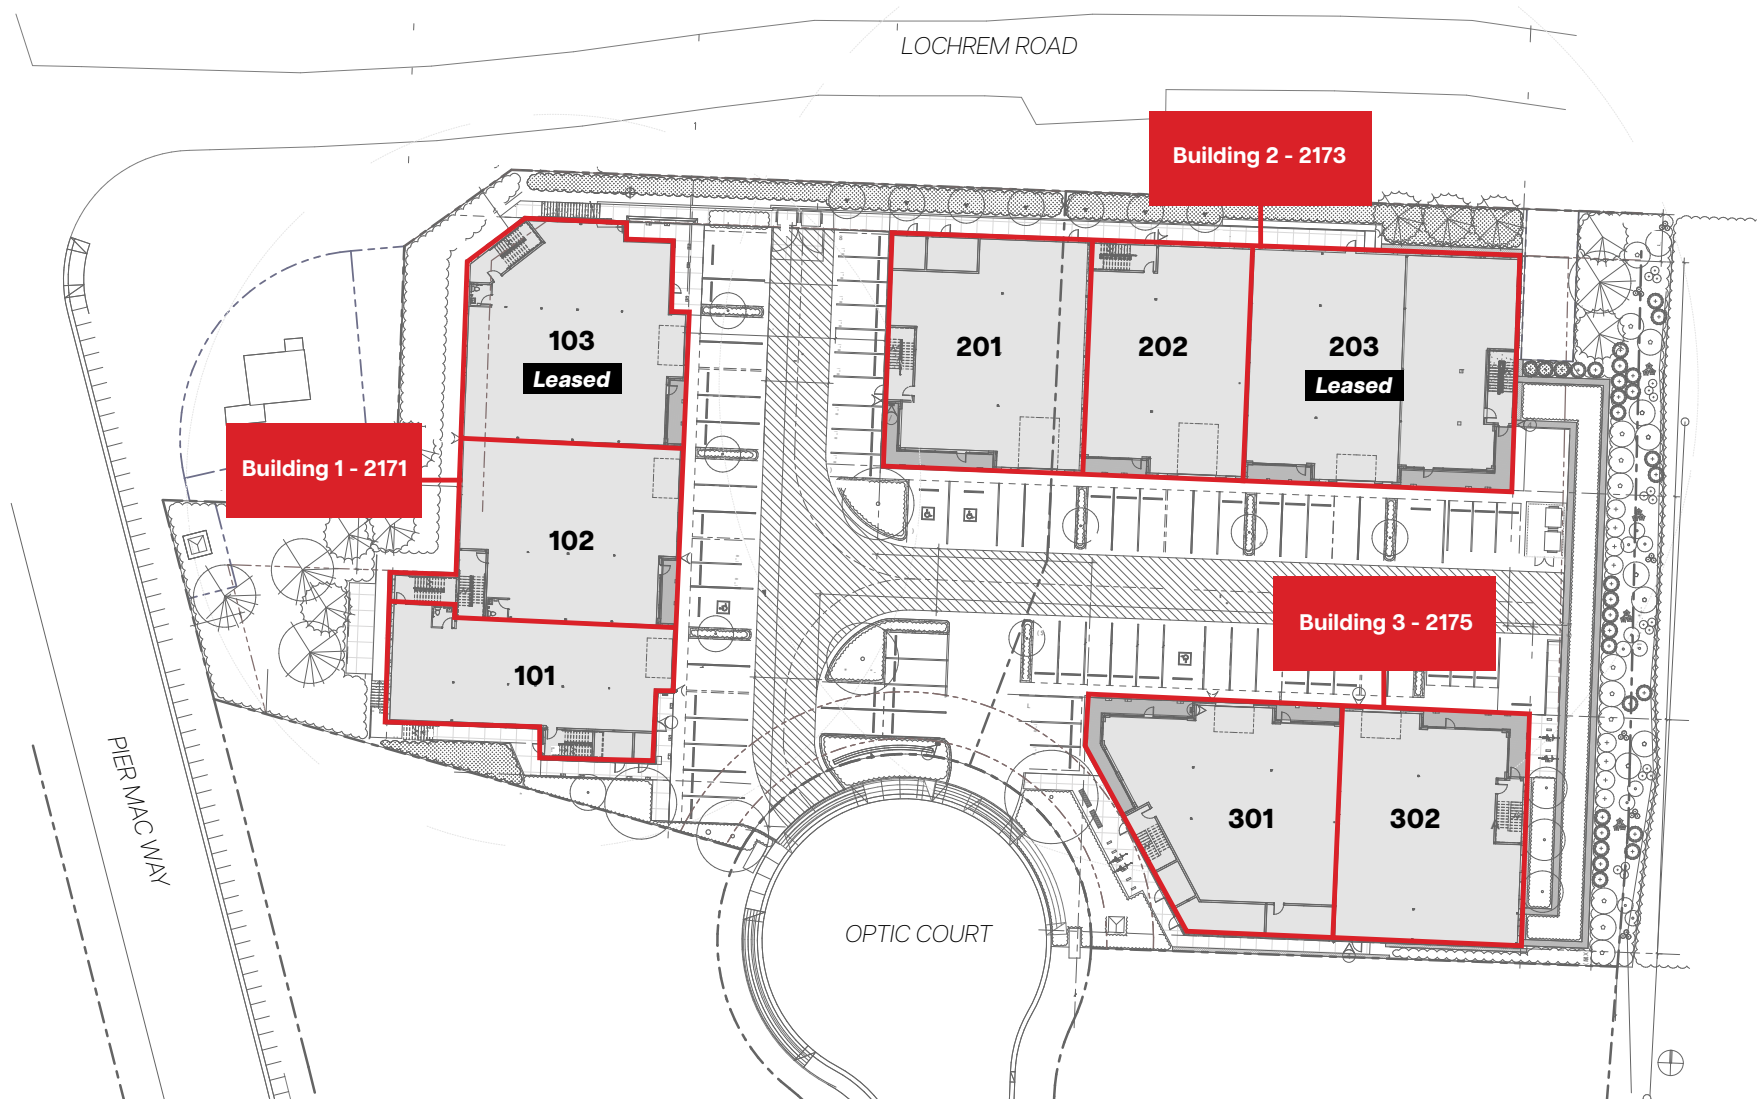 LOCHREM ROAD
Building 2 - 2173
103
Leased
201
202
203
Leased
Building 1 - 2171
102
Building 3 - 2175
101
PIER MAC WAY
301
302
OPTIC COURT